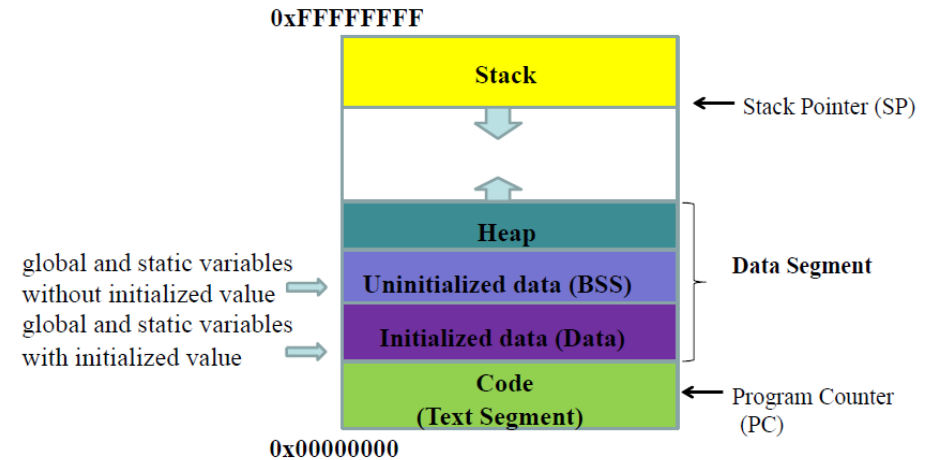 0xFFFFFFFF
Stack
Stack Pointer (SP)
Heap
global and static variables
without initialized value
Uninitialized data (BSS)
Data Segment
global and static variables
with initialized value
Initialized data (Data)
Code
(Text Segment)
Program Counter
(PC)
0x00000000